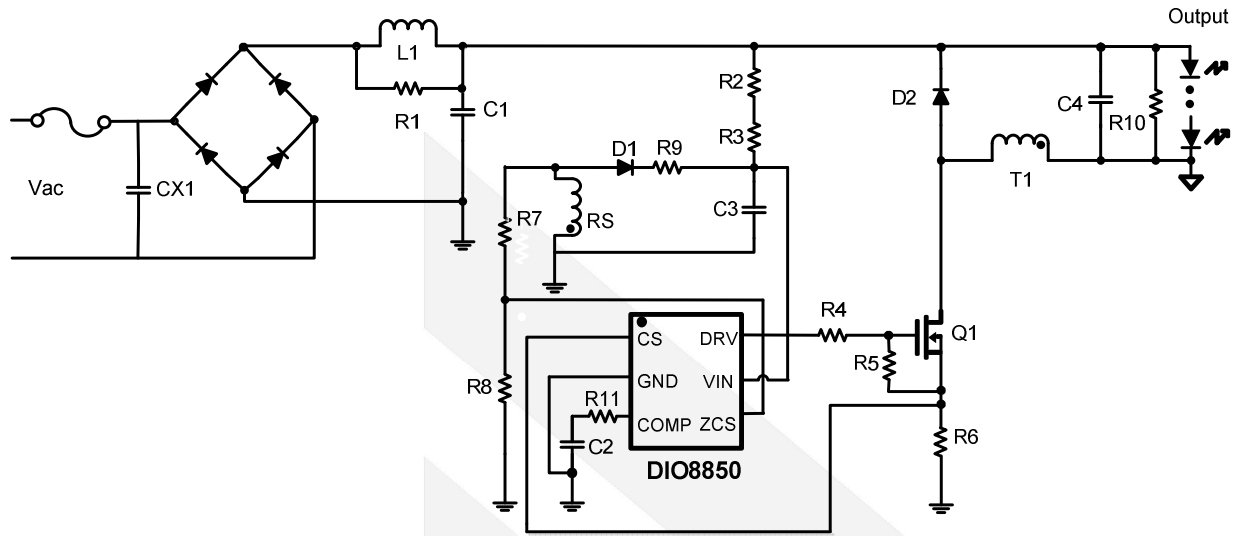 Output
L1
R1
C1
R2
D2
C4
R10
R3
Vac
CX1
D1
R9
T1
R7
RS
C3
R4
Q1
CS
DRV
R5
R8
GND
VIN
R11
COMP
ZCS
R6
C2
DIO8850